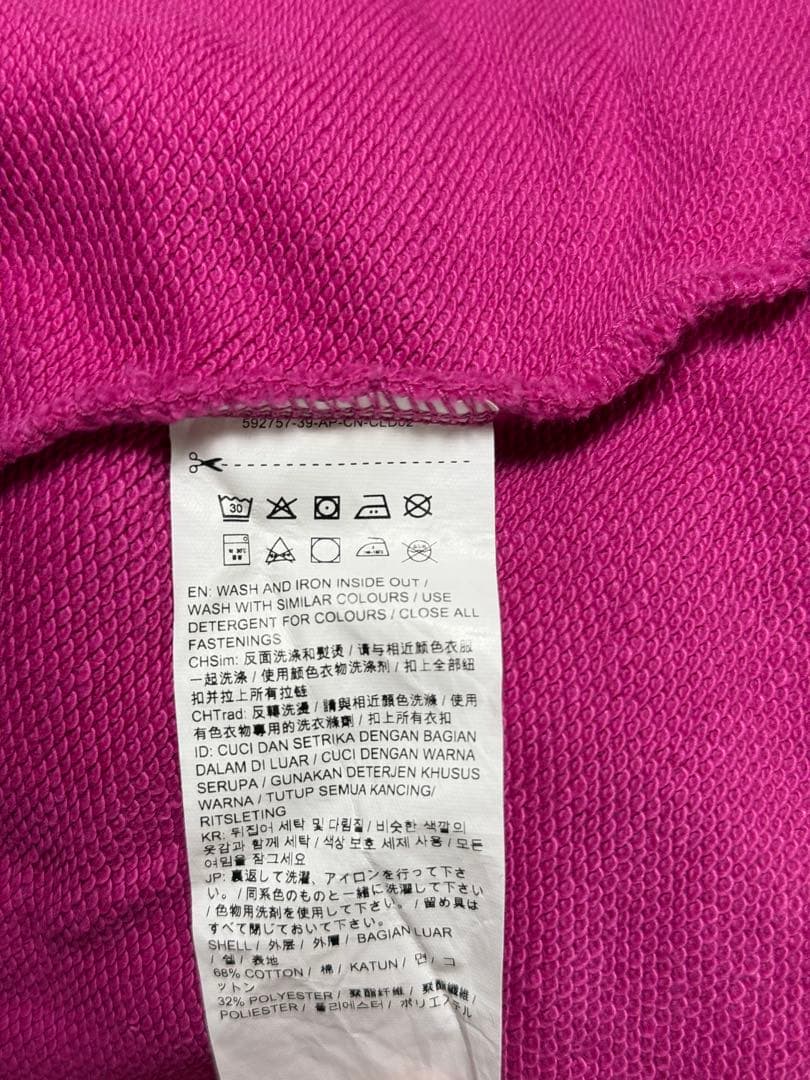 592757-39-AP-CN-CLD02
30
EN: WASH AND IRON INSIDE OUT /
WASH WITH SIMILAR COLOURS / USE
DETERGENT FOR COLOURS / CLOSE ALL
FASTENINGS
CHSim: 反面洗涤和熨烫 / 请与相近颜色衣服
一起洗涤 / 使用颜色衣物洗涤剂 / 扣上全部纽
扣并拉上所有拉链
CHTrad: 反轉洗燙 / 請與相近顏色洗滌 / 使用
有色衣物專用的洗衣滌劑 / 扣上所有衣扣
ID: CUCI DAN SETRIKA DENGAN BAGIAN
DALAM DI LUAR / CUCI DENGAN WARNA
SERUPA / GUNAKAN DETERJEN KHUSUS
WARNA / TUTUP SEMUA KANCING/
RITSLETING
KR: 뒤집어 세탁 및 다림질 / 비슷한 색깔의
옷감과 함께 세탁 / 색상 보호 세제 사용 / 모든
여밈을 잠그세요
JP: 裏返して洗濯、アイロンを行って下さ
い。 / 同系色のものと一緒に洗濯して下さい
/ 色物用洗剤を使用して下さい。 / 留め具は
すべて閉じておいて下さい。
SHELL / 外层 / 外層 / BAGIAN LUAR
/ 쉘 / 表地
68% COTTON / 棉 / KATUN / 면 / コ
ットン
32% POLYESTER / 聚酯纤维 / 聚酯纖維 /
POLIESTER / 폴리에스터 / ポリエステル